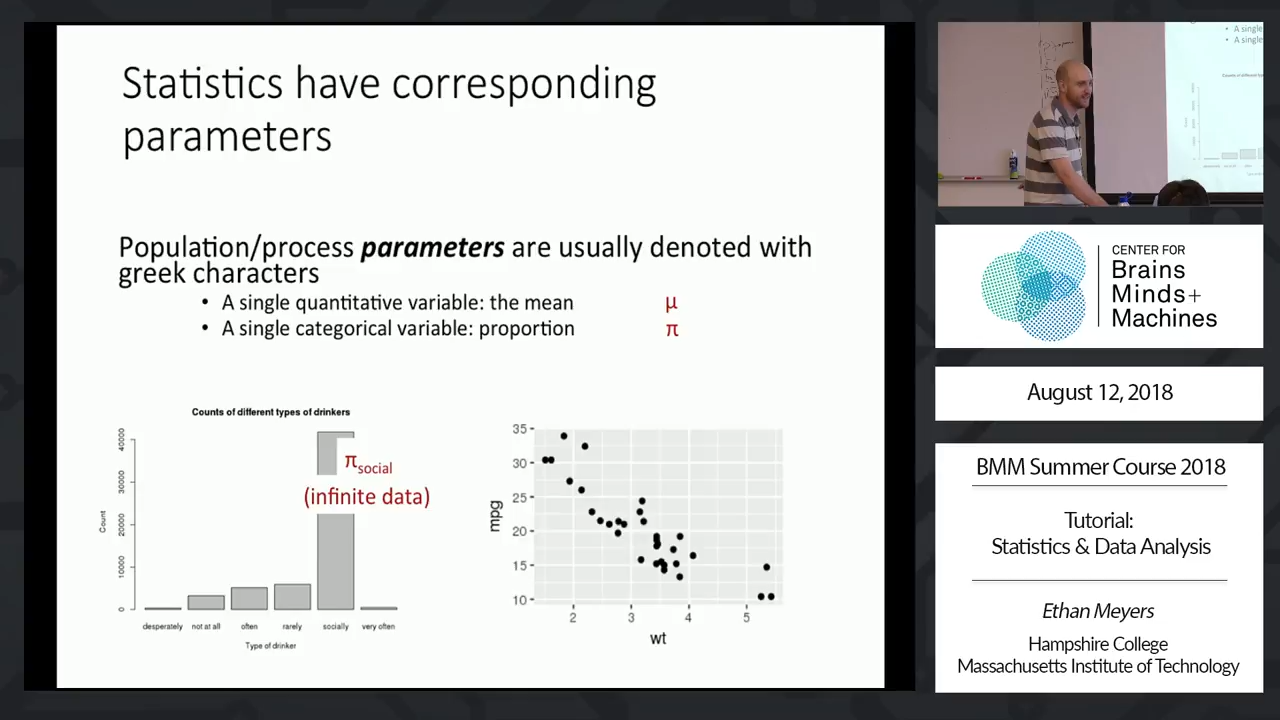 Statistics have corresponding
parameters
Population/process parameters are usually denoted with
greek characters
• A single quantitative variable: the mean μ
• A single categorical variable: proportion π
Counts of different types of drinkers
40000
30000
20000
10000
0
Count
desperately not at all often rarely socially very often
Type of drinker
πsocial
(infinite data)
35
30
25
20
15
10
mpg
2 3 4 5
wt
• A single
• A single
CENTER FOR
Brains
Minds+
Machines
August 12, 2018
BMM Summer Course 2018
Tutorial:
Statistics & Data Analysis
Ethan Meyers
Hampshire College
Massachusetts Institute of Technology